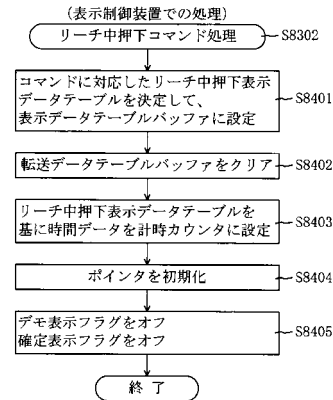 (表示制御装置での処理)
リーチ中押下コマンド処理
S8302
コマンドに対応したリーチ中押下表示
データテーブルを決定して、
表示データテーブルバッファに設定
S8401
転送データテーブルバッファをクリア
S8402
リーチ中押下表示データテーブルを
基に時間データを計時カウンタに設定
S8403
ポインタを初期化
S8404
デモ表示フラグをオフ
確定表示フラグをオフ
S8405
終了